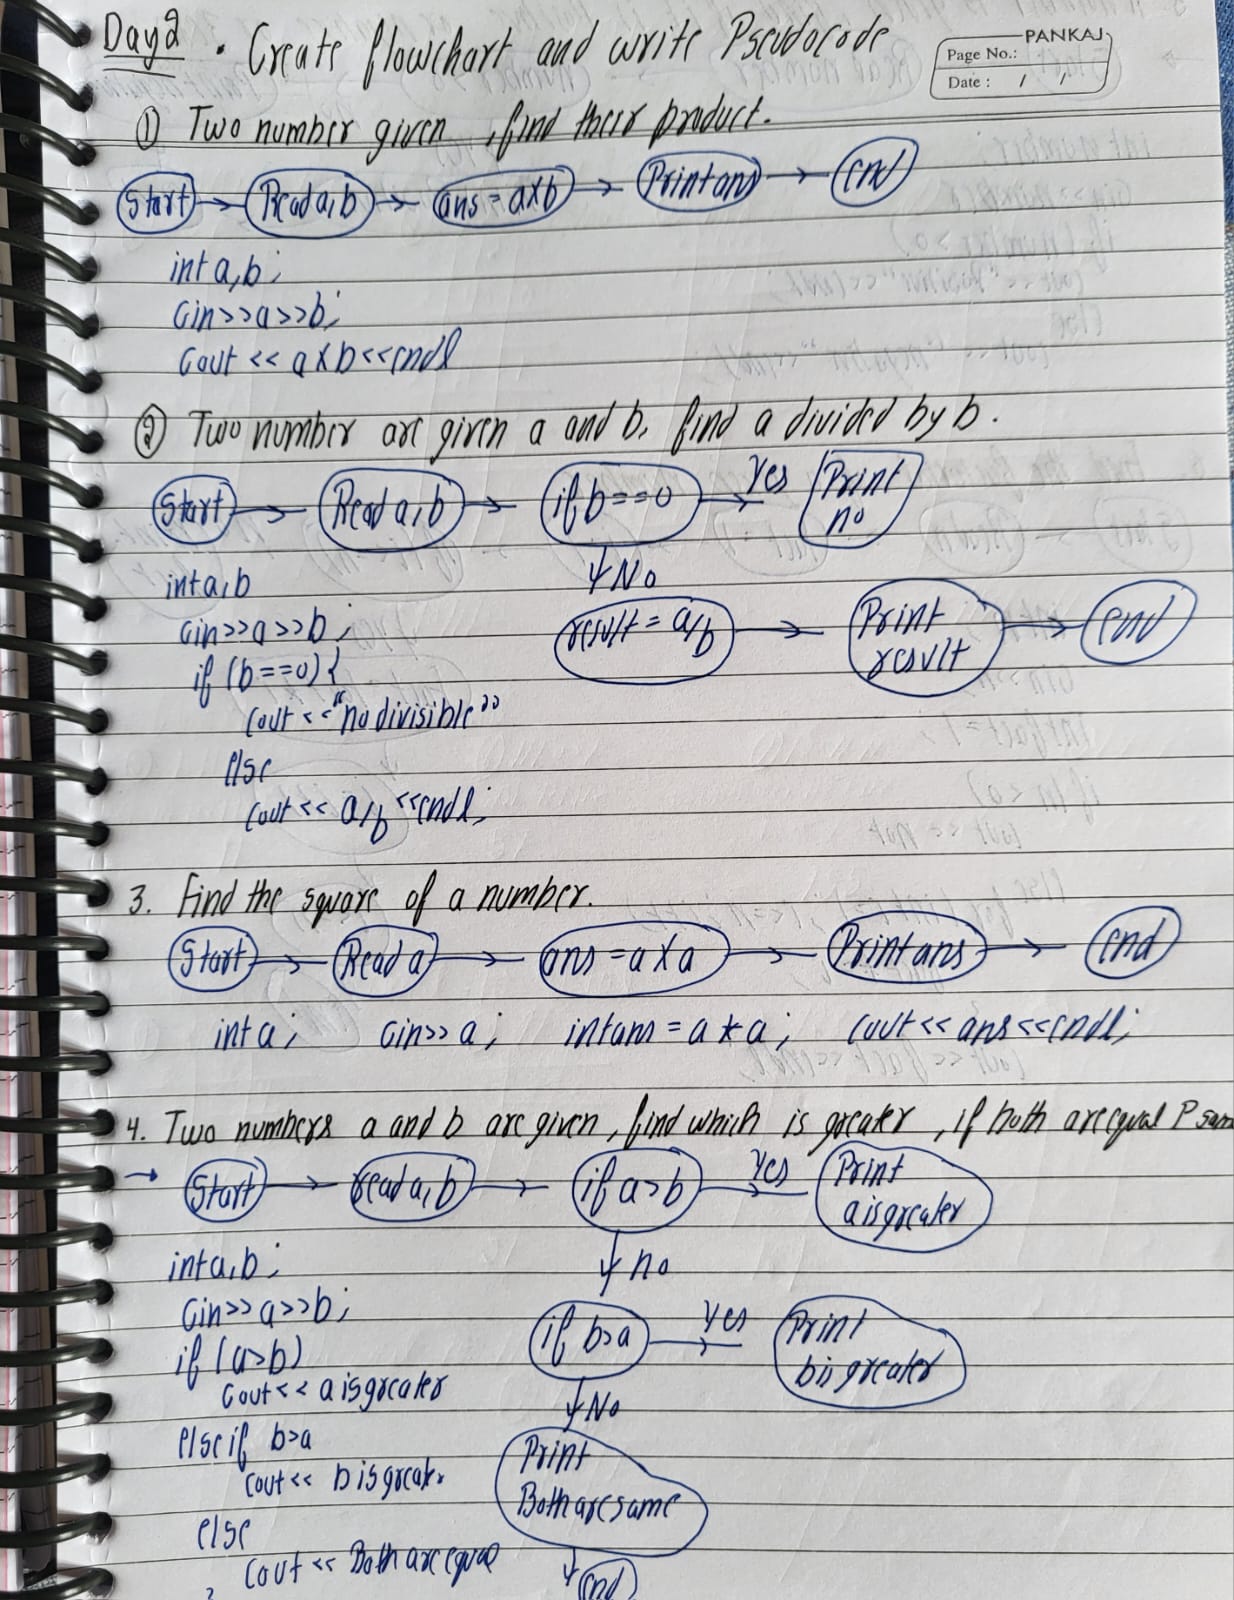 Day2 . Create flowchart and write Pseudocode
PANKAJ
Page No.:
Date : / /
① Two number given, find their product.
Start → Read a,b → ans = axb → Print ans → end
int a,b;
Cin>>a>>b;
Cout << a x b <<endl
② Two number are given a and b, find a divided by b.
Start → Read a,b → if b==0 → Yes Print no
↓ No
int a,b
result = a/b → Print result → end
Cin>>a>>b;
if (b==0) {
Cout <<"no divisible"
else
Cout << a/b <<endl;
3. Find the square of a number.
Start → Read a → ans = a x a → Print ans → end
int a; Cin>> a; int ans = a * a; Cout << ans <<endl;
4. Two numbers a and b are given, find which is greater, if both are equal P sam
→ Start → read a,b → if a>b → Yes Print a is greater
↓ no
int a,b;
Cin>> a>>b;
if b>a → Yes Print b is greater
if (a>b)
Cout<< a is greater
↓ No
else if b>a
Print
Cout<< b is greater
Both are same
else
Cout << Both are equal
↓ end